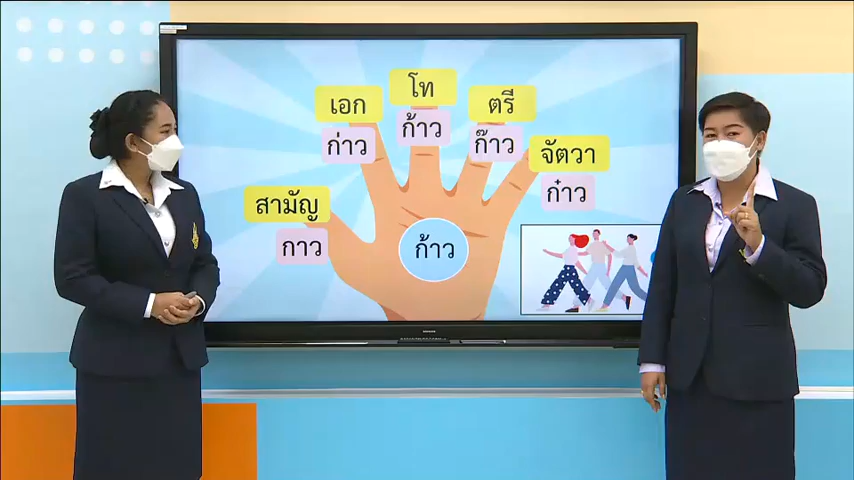 สามัญ
กาว
เอก
ก่าว
โท
ก้าว
ตรี
ก๊าว
จัตวา
ก๋าว
ก้าว